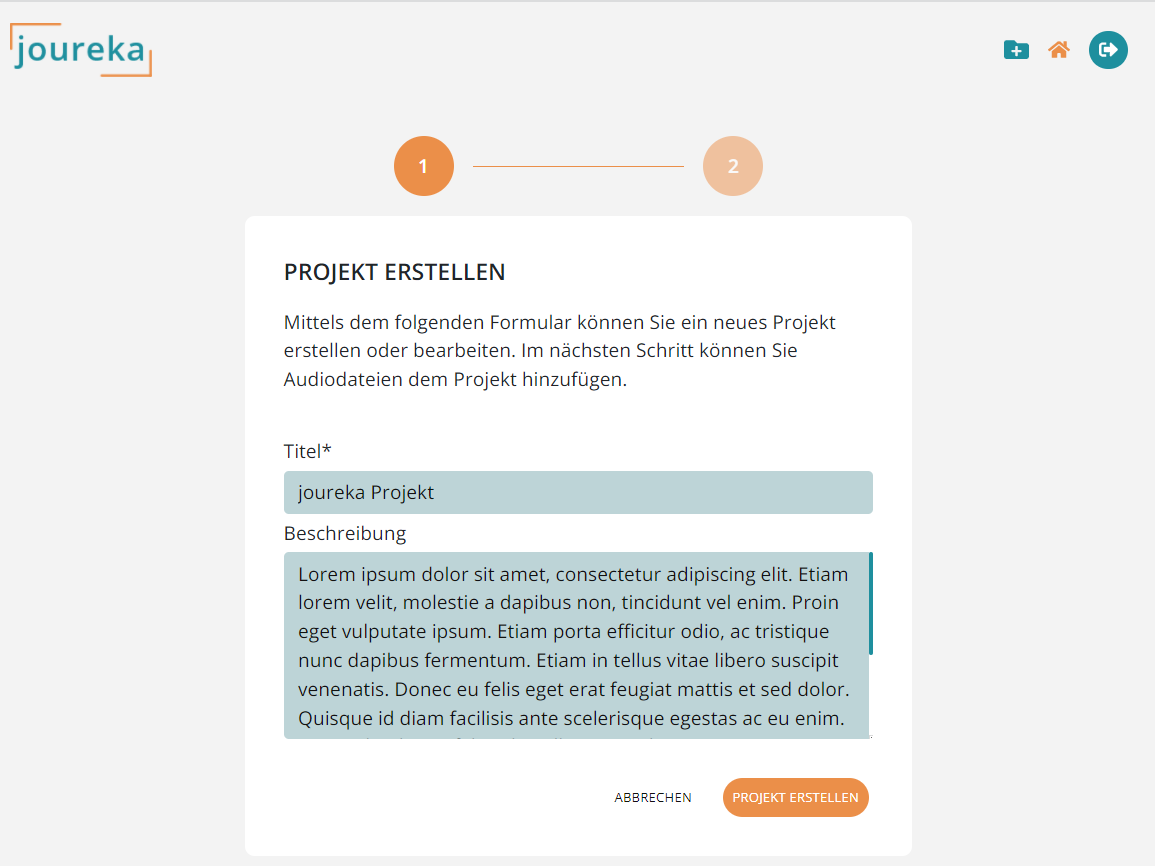 joureka
1
2
PROJEKT ERSTELLEN
Mittels dem folgenden Formular können Sie ein neues Projekt
erstellen oder bearbeiten. Im nächsten Schritt können Sie
Audiodateien dem Projekt hinzufügen.
Titel*
joureka Projekt
Beschreibung
Lorem ipsum dolor sit amet, consectetur adipiscing elit. Etiam
lorem velit, molestie a dapibus non, tincidunt vel enim. Proin
eget vulputate ipsum. Etiam porta efficitur odio, ac tristique
nunc dapibus fermentum. Etiam in tellus vitae libero suscipit
venenatis. Donec eu felis eget erat feugiat mattis et sed dolor.
Quisque id diam facilisis ante scelerisque egestas ac eu enim.
ABBRECHEN
PROJEKT ERSTELLEN